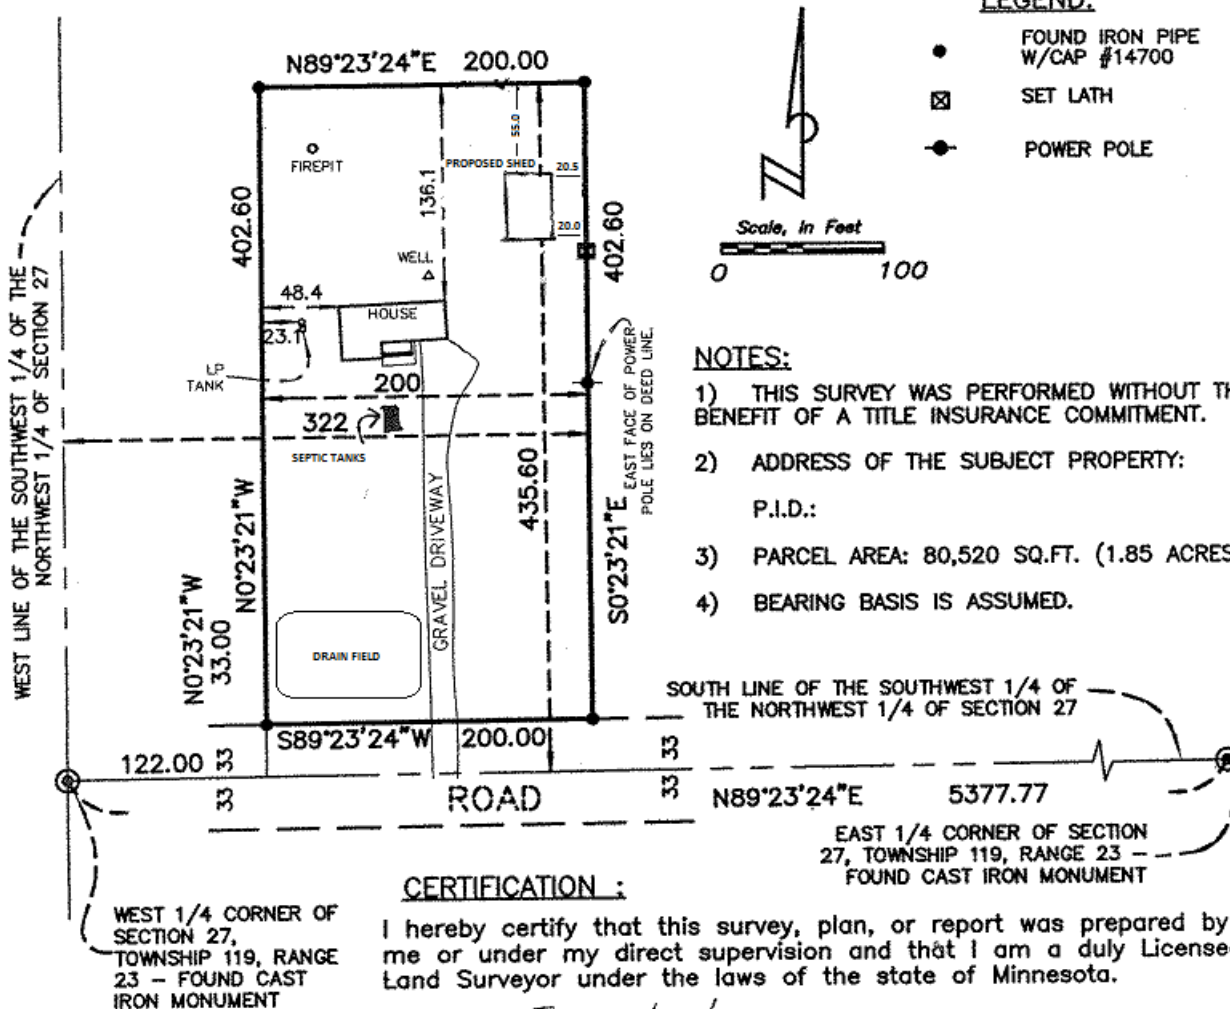 LEGEND:
FOUND IRON PIPE
W/CAP #14700
SET LATH
POWER POLE
N89°23'24"E 200.00
55.0
FIREPIT
PROPOSED SHED
20.5
136.1
20.0
402.60
402.60
Scale, In Feet
0 100
WELL
48.4
HOUSE
23.1
LP
TANK
200
322
SEPTIC TANKS
WEST LINE OF THE SOUTHWEST 1/4 OF THE
NORTHWEST 1/4 OF SECTION 27
EAST FACE OF POWER
POLE LIES ON DEED LINE.
435.60
N0°23'21"W
S0°23'21"E
GRAVEL DRIVEWAY
N0°23'21"W
33.00
DRAIN FIELD
NOTES:
1) THIS SURVEY WAS PERFORMED WITHOUT TH
BENEFIT OF A TITLE INSURANCE COMMITMENT.
2) ADDRESS OF THE SUBJECT PROPERTY:
P.I.D.:
3) PARCEL AREA: 80,520 SQ.FT. (1.85 ACRES
4) BEARING BASIS IS ASSUMED.
SOUTH LINE OF THE SOUTHWEST 1/4 OF
THE NORTHWEST 1/4 OF SECTION 27
S89°23'24"W 200.00
122.00
33
33
33
33
ROAD
N89°23'24"E 5377.77
EAST 1/4 CORNER OF SECTION
27, TOWNSHIP 119, RANGE 23 –
FOUND CAST IRON MONUMENT
WEST 1/4 CORNER OF
SECTION 27,
TOWNSHIP 119, RANGE
23 – FOUND CAST
IRON MONUMENT
CERTIFICATION :
I hereby certify that this survey, plan, or report was prepared by
me or under my direct supervision and that I am a duly License
Land Surveyor under the laws of the state of Minnesota.